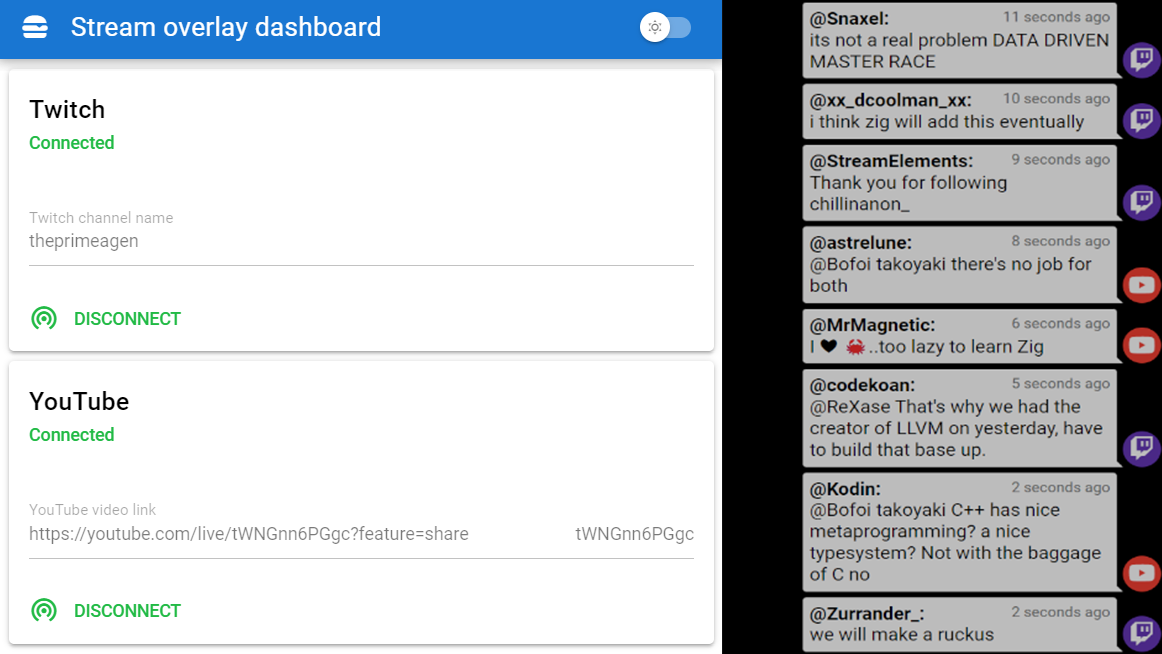 Stream overlay dashboard
Twitch
Connected
Twitch channel name
theprimeagen
DISCONNECT
YouTube
Connected
YouTube video link
https://youtube.com/live/tWNGnn6PGgc?feature=share tWNGnn6PGgc
DISCONNECT
@Snaxel: 11 seconds ago
its not a real problem DATA DRIVEN
MASTER RACE
@xx_dcoolman_xx: 10 seconds ago
i think zig will add this eventually
@StreamElements: 9 seconds ago
Thank you for following
chillinanon_
@astrelune: 8 seconds ago
@Bofoi takoyaki there's no job for
both
@MrMagnetic: 6 seconds ago
I 🖤 🦀 ..too lazy to learn Zig
@codekoan: 5 seconds ago
@ReXase That's why we had the
creator of LLVM on yesterday, have
to build that base up.
@Kodin: 2 seconds ago
@Bofoi takoyaki C++ has nice
metaprogramming? a nice
typesystem? Not with the baggage
of C no
@Zurrander_: 2 seconds ago
we will make a ruckus